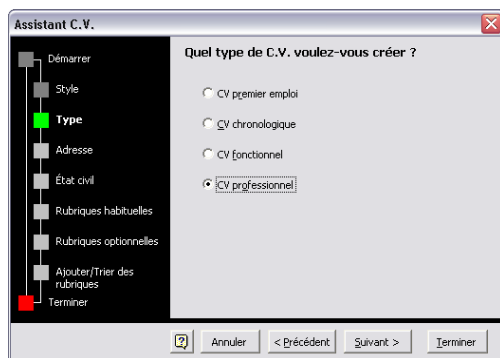 Assistant C.V.
Démarrer
Style
Type
Adresse
État civil
Rubriques habituelles
Rubriques optionnelles
Ajouter/Trier des
rubriques
Terminer
Quel type de C.V. voulez-vous créer ?
CV premier emploi
CV chronologique
CV fonctionnel
CV professionnel
? Annuler < Précédent Suivant > Terminer